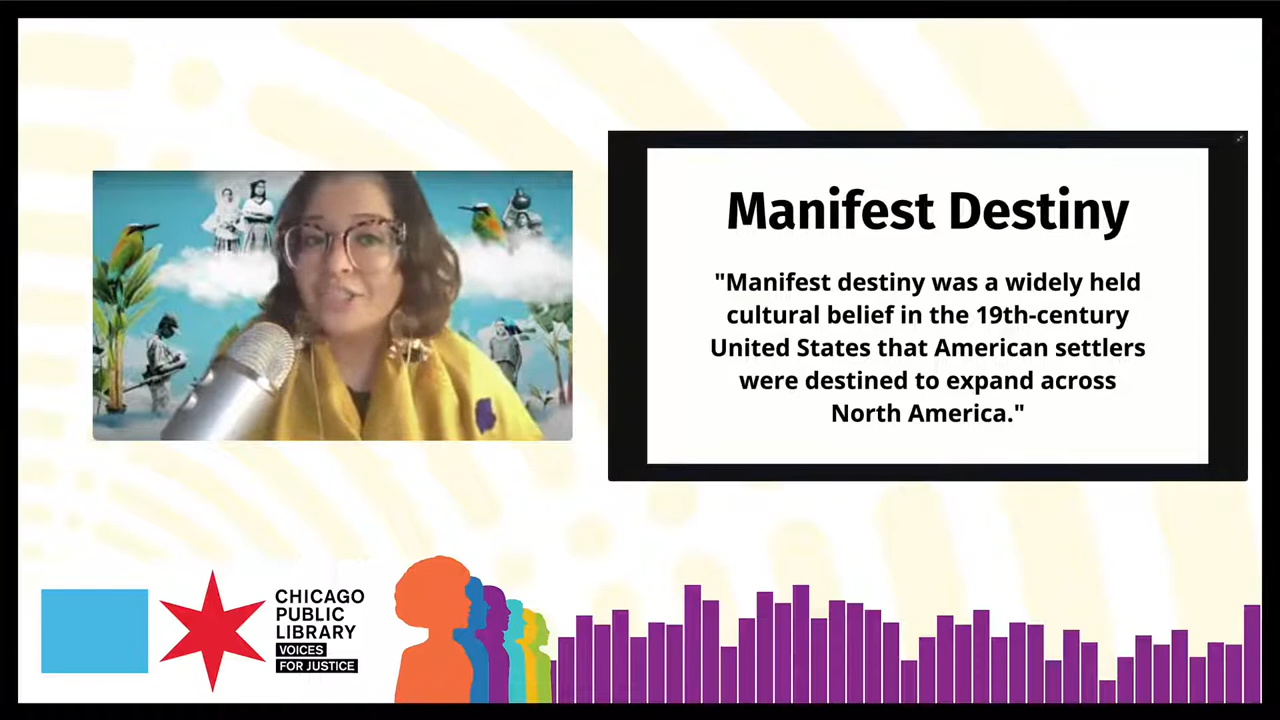 Manifest Destiny
"Manifest destiny was a widely held
cultural belief in the 19th-century
United States that American settlers
were destined to expand across
North America."
CHICAGO
PUBLIC
LIBRARY
VOICES
FOR JUSTICE